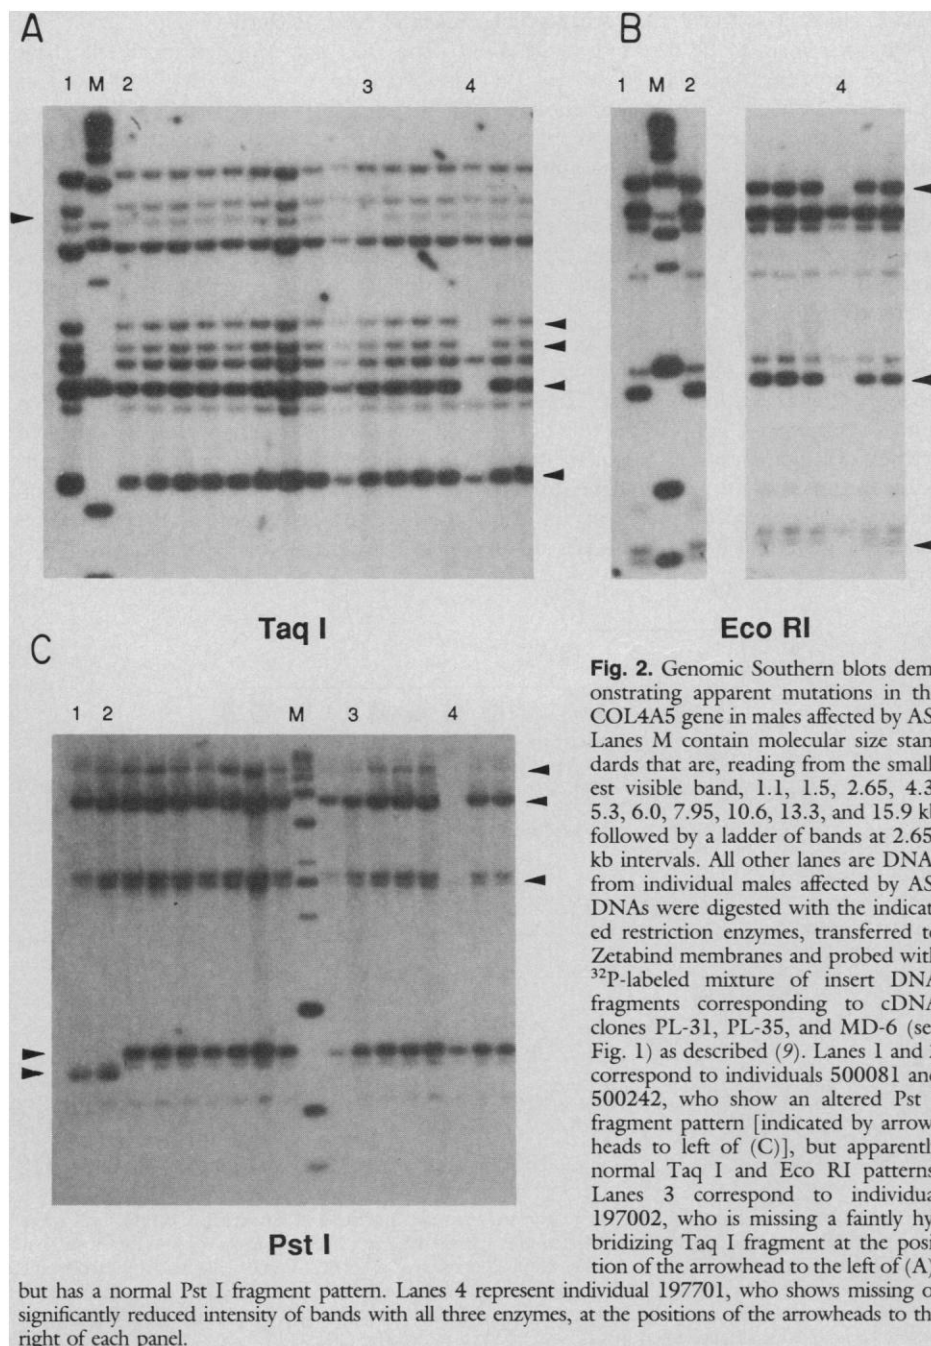 A
B
1 M 2 3 4
1 M 2 4
Taq I
Eco RI
C
1 2 M 3 4
Pst I
Fig. 2. Genomic Southern blots dem
onstrating apparent mutations in th
COL4A5 gene in males affected by AS
Lanes M contain molecular size stan
dards that are, reading from the small
est visible band, 1.1, 1.5, 2.65, 4.3
5.3, 6.0, 7.95, 10.6, 13.3, and 15.9 kb
followed by a ladder of bands at 2.65
kb intervals. All other lanes are DNA
from individual males affected by AS
DNAs were digested with the indicat
ed restriction enzymes, transferred to
Zetabind membranes and probed with
32P-labeled mixture of insert DNA
fragments corresponding to cDNA
clones PL-31, PL-35, and MD-6 (se
Fig. 1) as described (9). Lanes 1 and
correspond to individuals 500081 and
500242, who show an altered Pst
fragment pattern [indicated by arrow
heads to left of (C)], but apparentl
normal Taq I and Eco RI patterns
Lanes 3 correspond to individua
197002, who is missing a faintly hy
bridizing Taq I fragment at the posi
tion of the arrowhead to the left of (A)
but has a normal Pst I fragment pattern. Lanes 4 represent individual 197701, who shows missing o
significantly reduced intensity of bands with all three enzymes, at the positions of the arrowheads to th
right of each panel.